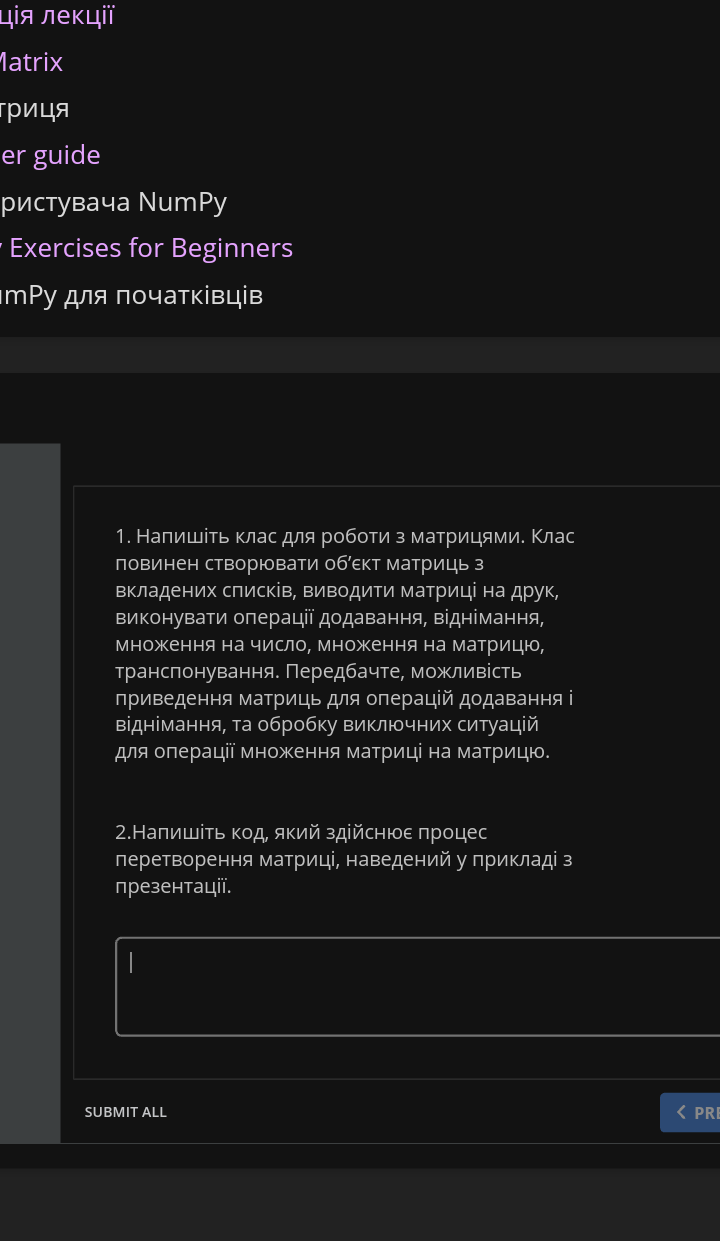 ція лекції
Matrix
триця
er guide
ристувача NumPy
y Exercises for Beginners
umPy для початківців
1. Напишіть клас для роботи з матрицями. Клас
повинен створювати об’єкт матриць з
вкладених списків, виводити матриці на друк,
виконувати операції додавання, віднімання,
множення на число, множення на матрицю,
транспонування. Передбачте, можливість
приведення матриць для операцій додавання і
віднімання, та обробку виключних ситуацій
для операції множення матриці на матрицю.
2.Напишіть код, який здійснює процес
перетворення матриці, наведений у прикладі з
презентації.
SUBMIT ALL
PRE